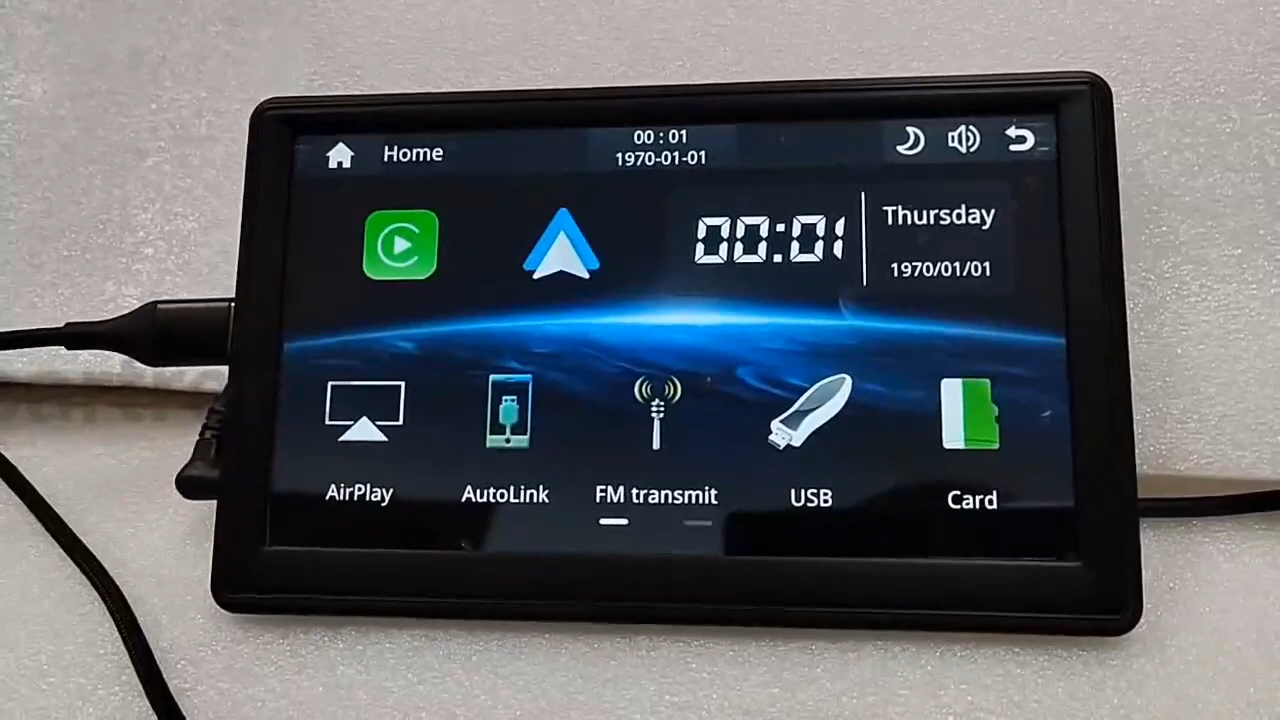 Home
00 : 01
1970-01-01
00:01
Thursday
1970/01/01
AirPlay
AutoLink
FM transmit
USB
Card